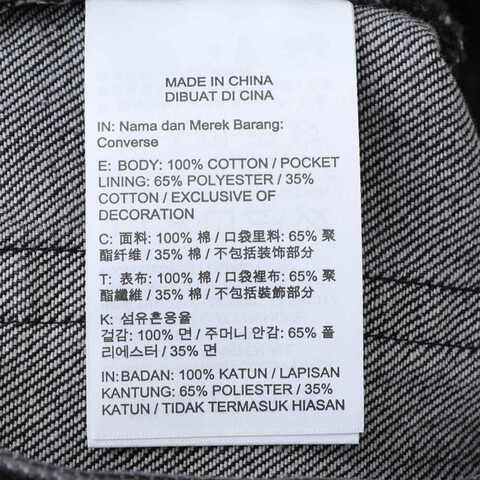 MADE IN CHINA
DIBUAT DI CINA
IN: Nama dan Merek Barang:
Converse
E: BODY: 100% COTTON / POCKET
LINING: 65% POLYESTER / 35%
COTTON / EXCLUSIVE OF
DECORATION
C: 面料: 100% 棉 / 口袋里料: 65% 聚
酯纤维 / 35% 棉 / 不包括装饰部分
T: 表布: 100% 棉 / 口袋裡布: 65% 聚
酯纖維 / 35% 棉 / 不包括裝飾部分
K: 섬유혼용율
겉감: 100% 면 / 주머니 안감: 65% 폴
리에스터 / 35% 면
IN: BADAN: 100% KATUN / LAPISAN
KANTUNG: 65% POLIESTER / 35%
KATUN / TIDAK TERMASUK HIASAN